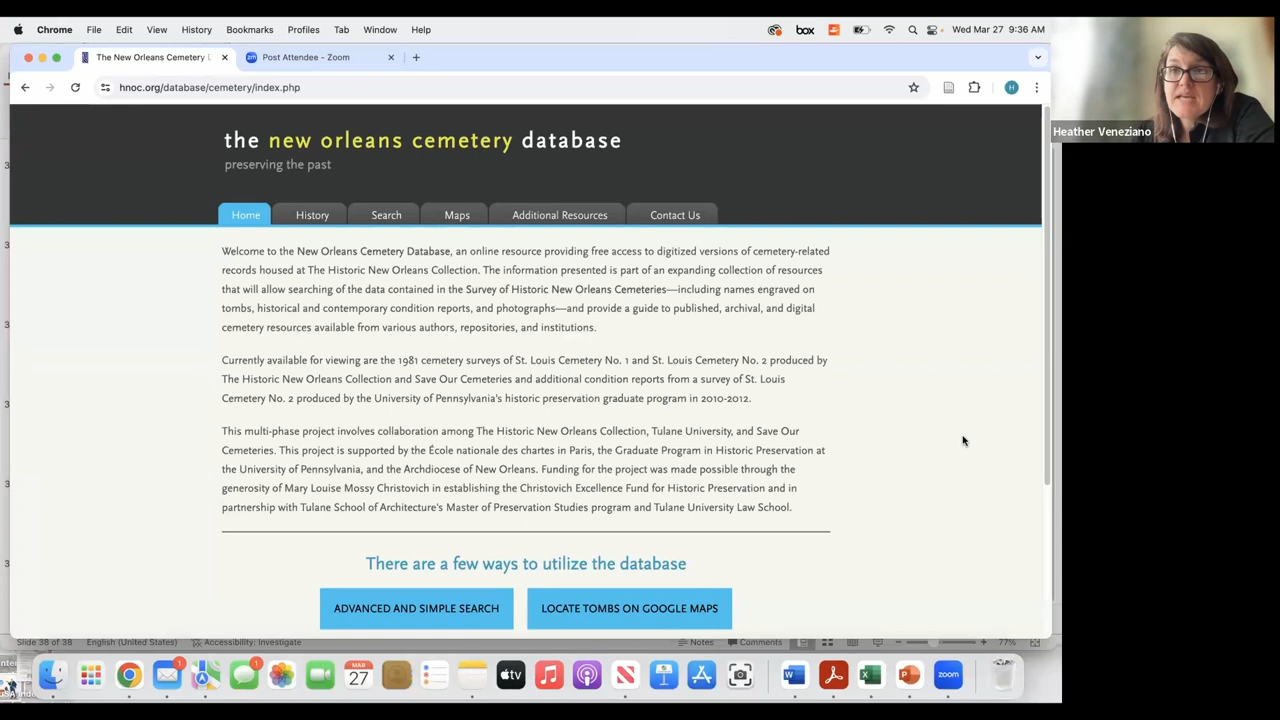 Chrome File Edit View History Bookmarks Profiles Tab Window Help box Wed Mar 27 9:36 AM
The New Orleans Cemetery Post Attendee - Zoom
hnoc.org/database/cemetery/index.php H
Heather Veneziano
the new orleans cemetery database
preserving the past
Home History Search Maps Additional Resources Contact Us
Welcome to the New Orleans Cemetery Database, an online resource providing free access to digitized versions of cemetery-related
records housed at The Historic New Orleans Collection. The information presented is part of an expanding collection of resources
that will allow searching of the data contained in the Survey of Historic New Orleans Cemeteries—including names engraved on
tombs, historical and contemporary condition reports, and photographs—and provide a guide to published, archival, and digital
cemetery resources available from various authors, repositories, and institutions.
Currently available for viewing are the 1981 cemetery surveys of St. Louis Cemetery No. 1 and St. Louis Cemetery No. 2 produced by
The Historic New Orleans Collection and Save Our Cemeteries and additional condition reports from a survey of St. Louis
Cemetery No. 2 produced by the University of Pennsylvania's historic preservation graduate program in 2010-2012.
This multi-phase project involves collaboration among The Historic New Orleans Collection, Tulane University, and Save Our
Cemeteries. This project is supported by the École nationale des chartes in Paris, the Graduate Program in Historic Preservation at
the University of Pennsylvania, and the Archdiocese of New Orleans. Funding for the project was made possible through the
generosity of Mary Louise Mossy Christovich in establishing the Christovich Excellence Fund for Historic Preservation and in
partnership with Tulane School of Architecture's Master of Preservation Studies program and Tulane University Law School.
There are a few ways to utilize the database
ADVANCED AND SIMPLE SEARCH LOCATE TOMBS ON GOOGLE MAPS
Slide 38 of 38 English (United States) Accessibility: Investigate Notes Comments 77%
1 1 MAR 27 tv zoom